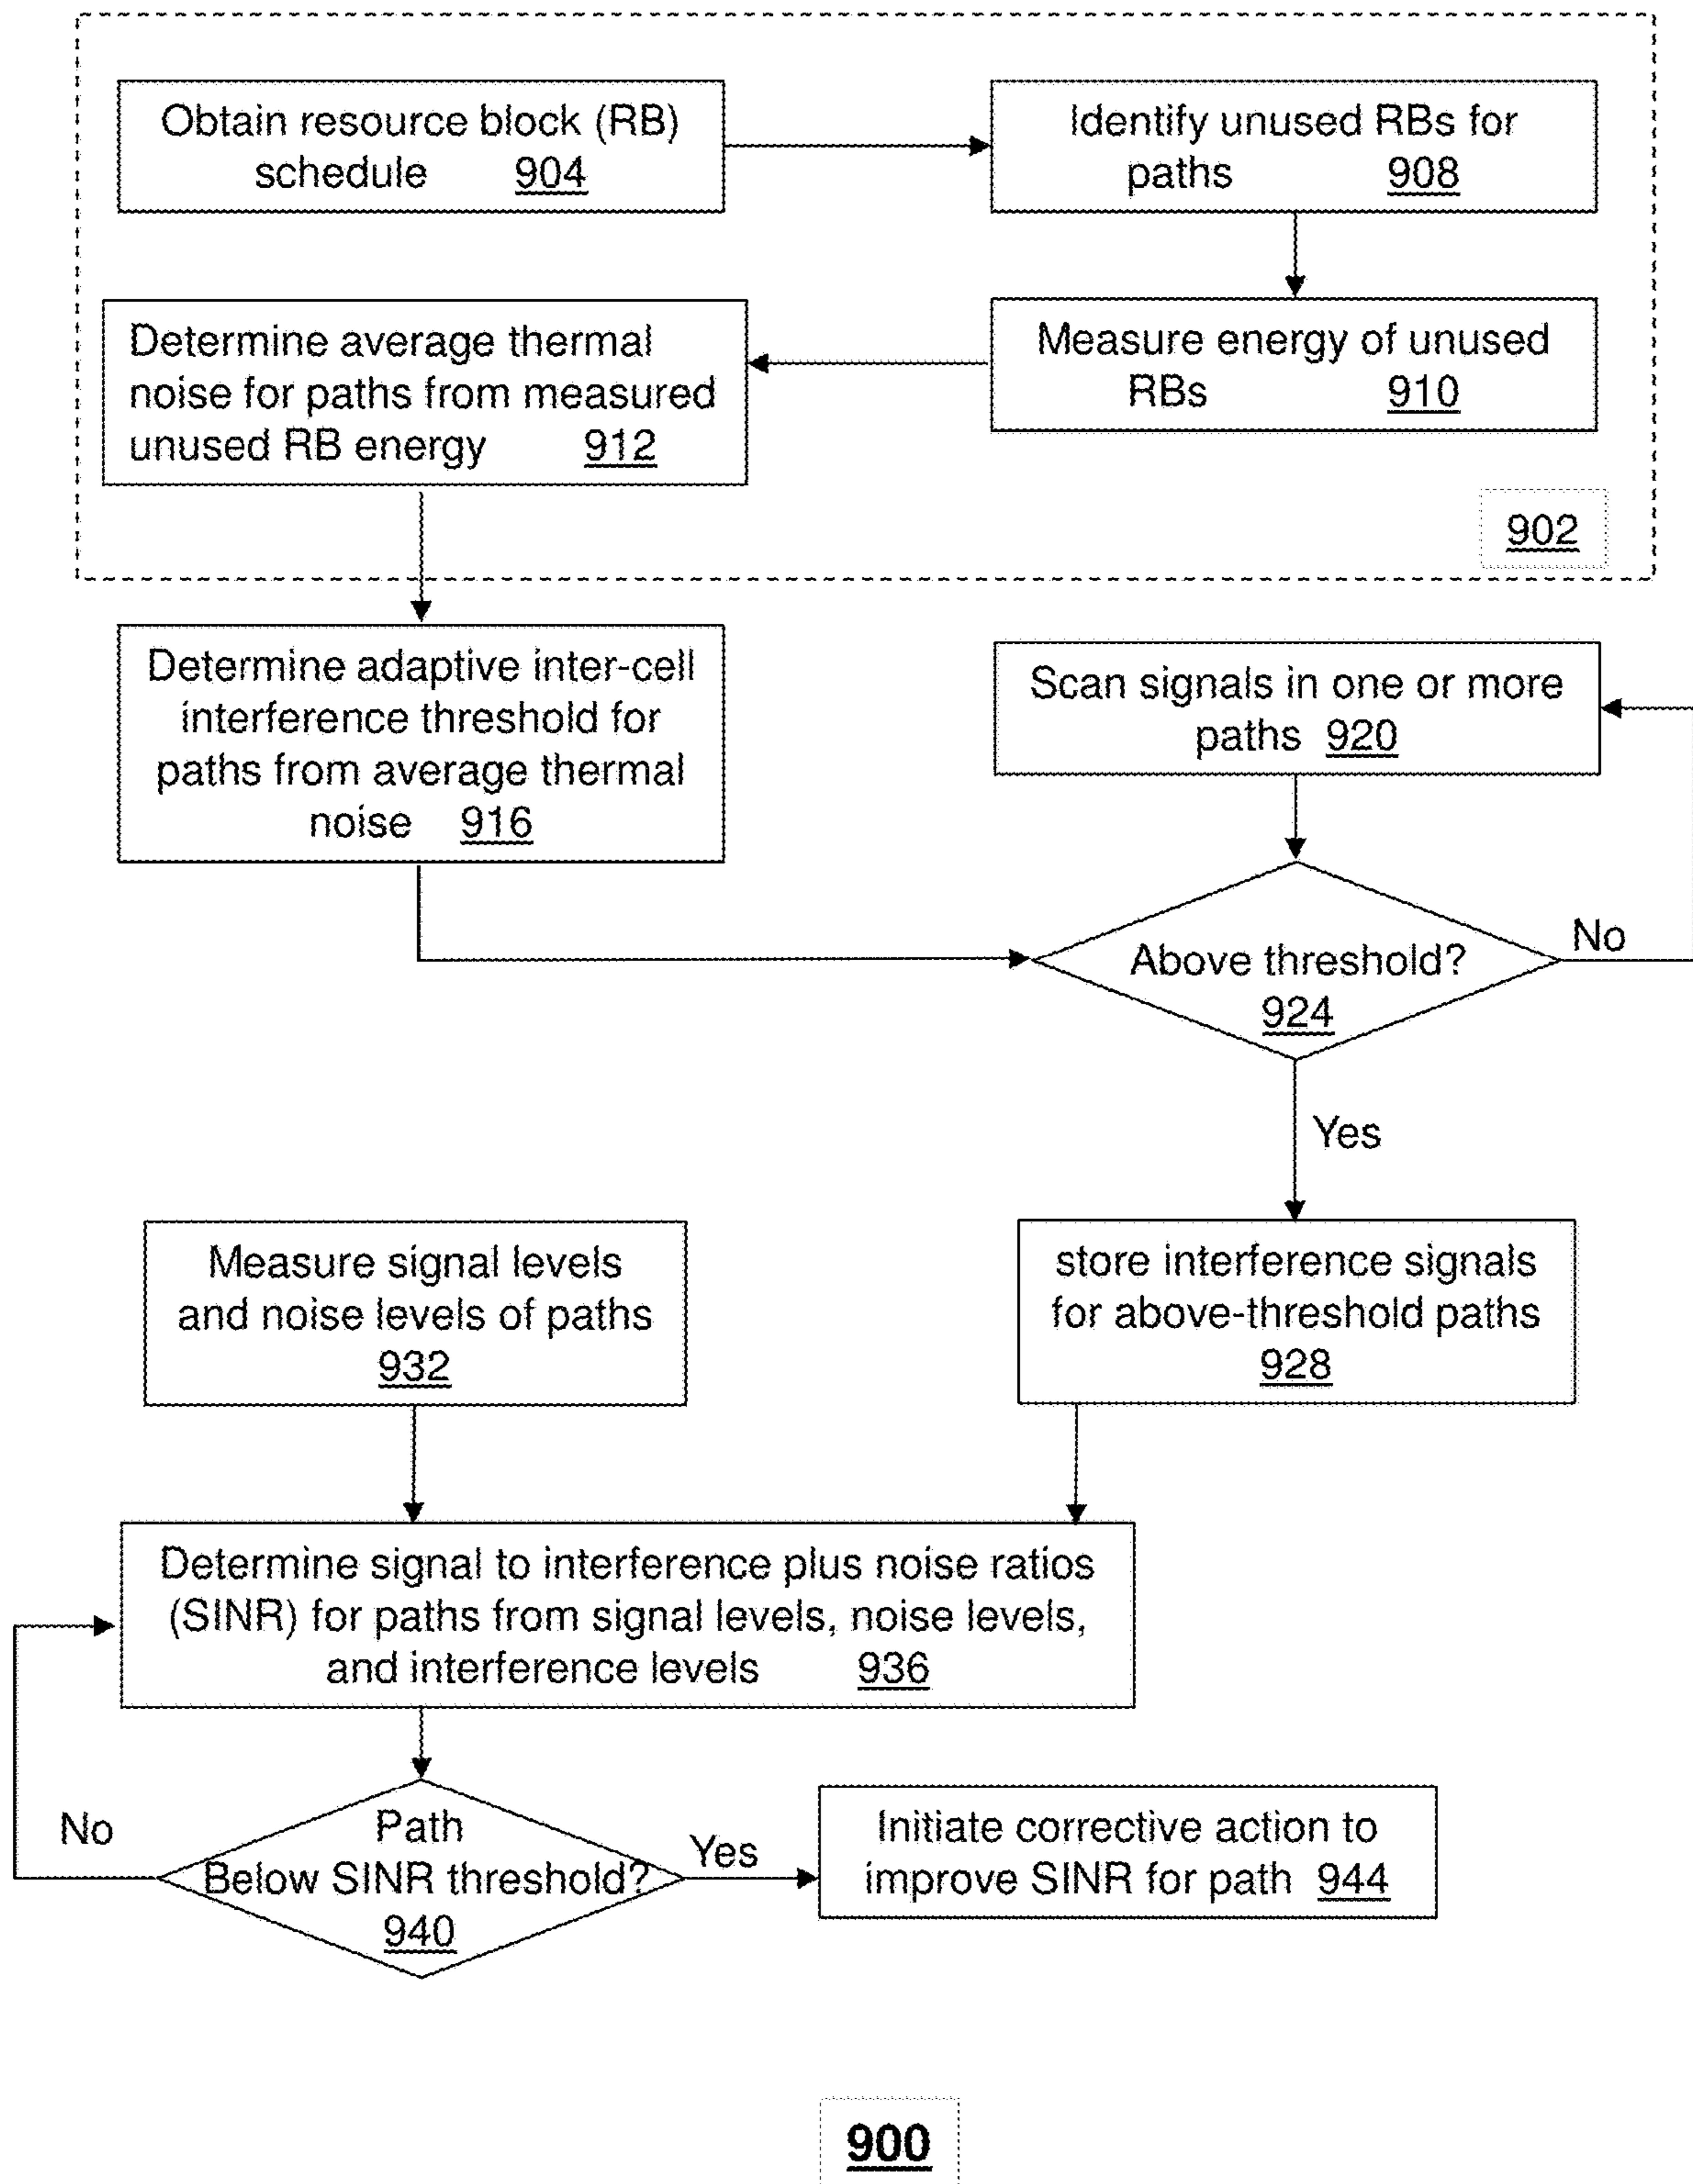 Obtain resource block (RB)
schedule 904
Identify unused RBs for
paths 908
Determine average thermal
noise for paths from measured
unused RB energy 912
Measure energy of unused
RBs 910
902
Determine adaptive inter-cell
interference threshold for
paths from average thermal
noise 916
Scan signals in one or more
paths 920
Above threshold?
924
No
Yes
Measure signal levels
and noise levels of paths
932
store interference signals
for above-threshold paths
928
Determine signal to interference plus noise ratios
(SINR) for paths from signal levels, noise levels,
and interference levels 936
No
Path
Below SINR threshold?
940
Yes
Initiate corrective action to
improve SINR for path 944
900